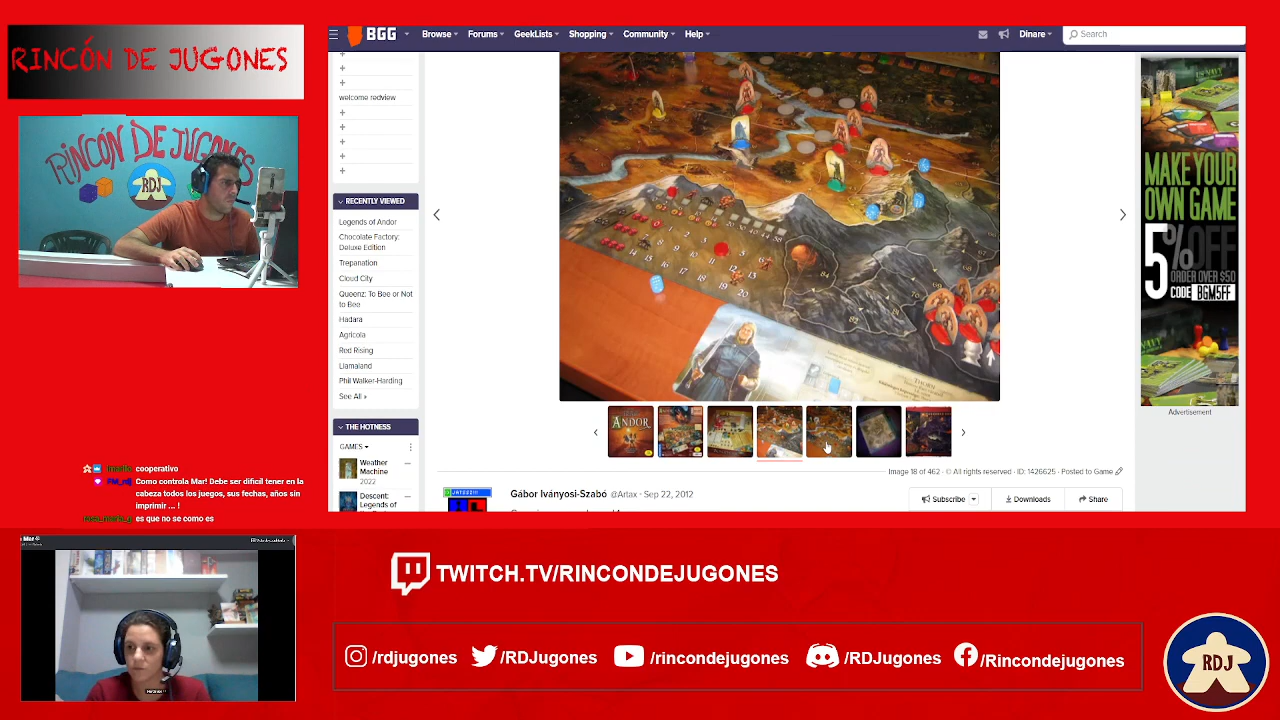 RINCÓN DE JUGONES
RINCÓN DE JUGONES
RDJ
cooperativo
Como controla Mar! Debe ser dificil tener en la
cabeza todos los juegos, sus fechas, años sin
imprimir ... !
es que no se como es
BGG
Browse
Forums
GeekLists
Shopping
Community
Help
Dinare
Search
welcome redview
RECENTLY VIEWED
Legends of Andor
Chocolate Factory:
Deluxe Edition
Trepanation
Cloud City
Queenz: To Bee or Not
to Bee
Hadara
Agricola
Red Rising
Llamaland
Phil Walker-Harding
See All »
THE HOTNESS
GAMES
Weather
Machine
2022
Descent:
Legends of
THORN
ANDOR
Image 18 of 462 · © All rights reserved · ID: 1426625 · Posted to Game
Gábor Iványosi-Szabó @Artax · Sep 22, 2012
Subscribe
Downloads
Share
MAKE YOUR
OWN GAME
5% OFF
ORDER OVER $50
CODE BGM5FF
Advertisement
TWITCH.TV/RINCONDEJUGONES
/rdjugones
/RDJugones
/rincondejugones
/RDJugones
/Rincondejugones
RDJ